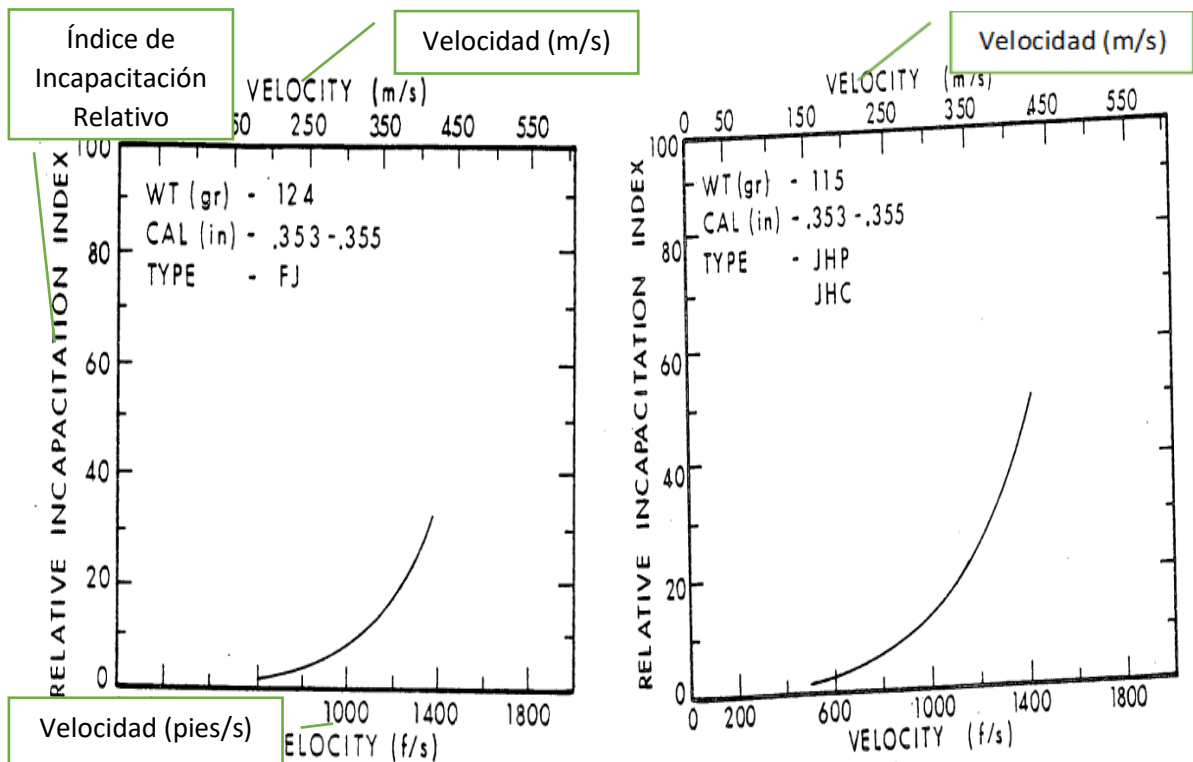 Índice de
Incapacitación
Relativo
Velocidad (m/s)
VELOCITY (m/s)
50 250 350 450 550
RELATIVE INCAPACITATION INDEX
100
80
60
40
20
0
WT (gr) - 124
CAL (in) - .353 -.355
TYPE - FJ
1000 1400 1800
Velocidad (pies/s)
VELOCITY (f/s)
Velocidad (m/s)
VELOCITY (m/s)
0 50 150 250 350 450 550
RELATIVE INCAPACITATION INDEX
100
80
60
40
20
0
WT (gr) - 115
CAL (in) - .353 -.355
TYPE - JHP
JHC
0 200 600 1000 1400 1800
VELOCITY (f/s)